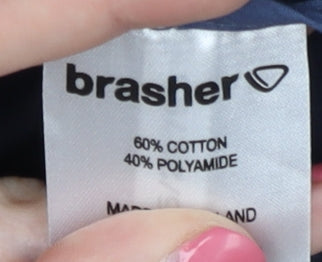 brasher
60% COTTON
40% POLYAMIDE